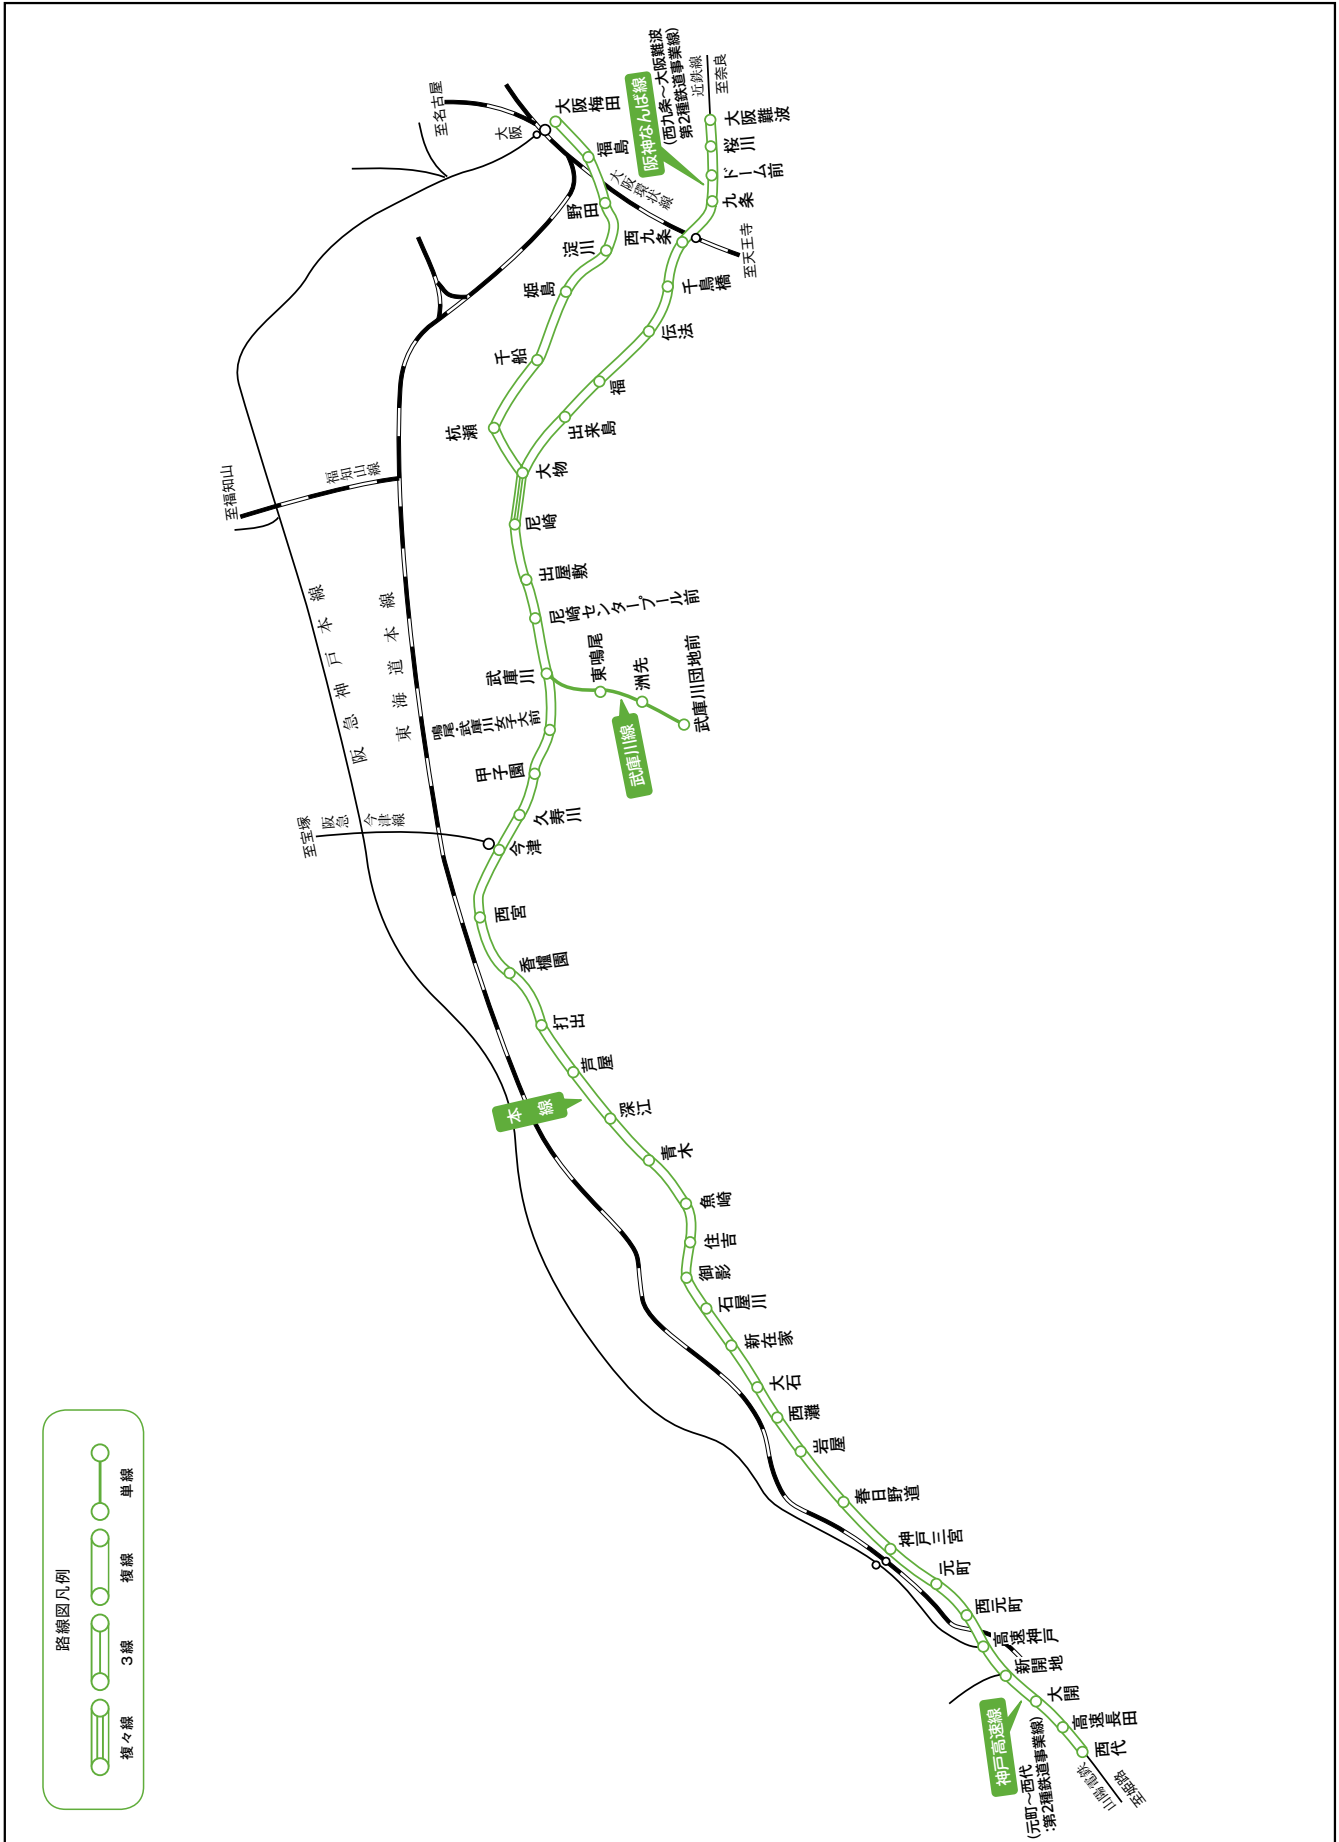 至名古屋
大阪
大阪梅田
福島
野田
淀川
姫島
千船
杭瀬
大物
尼崎
出屋敷
尼崎センタープール前
武庫川
鳴尾・武庫川女子大前
甲子園
久寿川
今津
西宮
香櫨園
打出
芦屋
深江
青木
魚崎
住吉
御影
石屋川
新在家
大石
西灘
岩屋
春日野道
神戸三宮
元町
西元町
高速神戸
新開地
大開
高速長田
西代
阪神なんば線
(西九条〜大阪難波
第2種鉄道事業線)
近鉄線
至奈良
大阪難波
桜川
ドーム前
九条
西九条
千鳥橋
伝法
福
出来島
大阪環状線
至天王寺
至福知山
福知山線
阪急神戸本線
東海道本線
東鳴尾
洲先
武庫川団地前
武庫川線
至宝塚
阪急
今津線
本線
神戸高速線
(元町〜西代
:第2種鉄道事業線)
山陽電鉄
至姫路
路線図凡例
単線
複線
3線
複々線